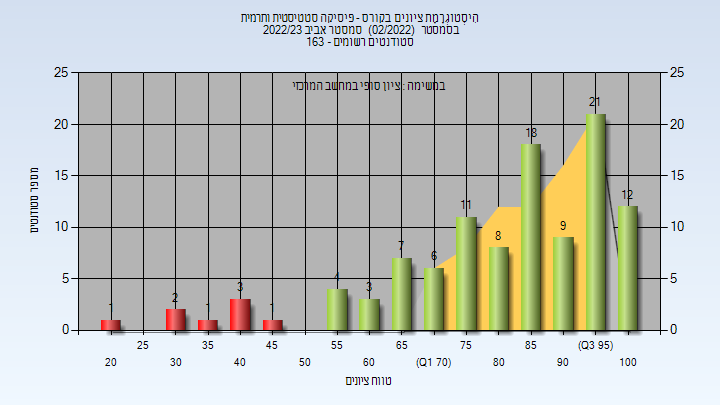 הִיסְטוֹגְרָמַת ציונים בקורס - פיסיקה סטטיסטית ותרמית
בסמסטר (02/2022) סמסטר אביב 2022/23
סטודנטים רשומים - 163
במשימה : ציון סופי במחשב המרכזי
25 25
20 20
15 15
10 10
5 5
0 0
מספר סטודנטים
1 2 1 3 1 4 3 7 6 11 8 18 9 21 12
25 35 45 55 65 75 85 (Q3 95)
20 30 40 50 60 (Q1 70) 80 90 100
טווח ציונים